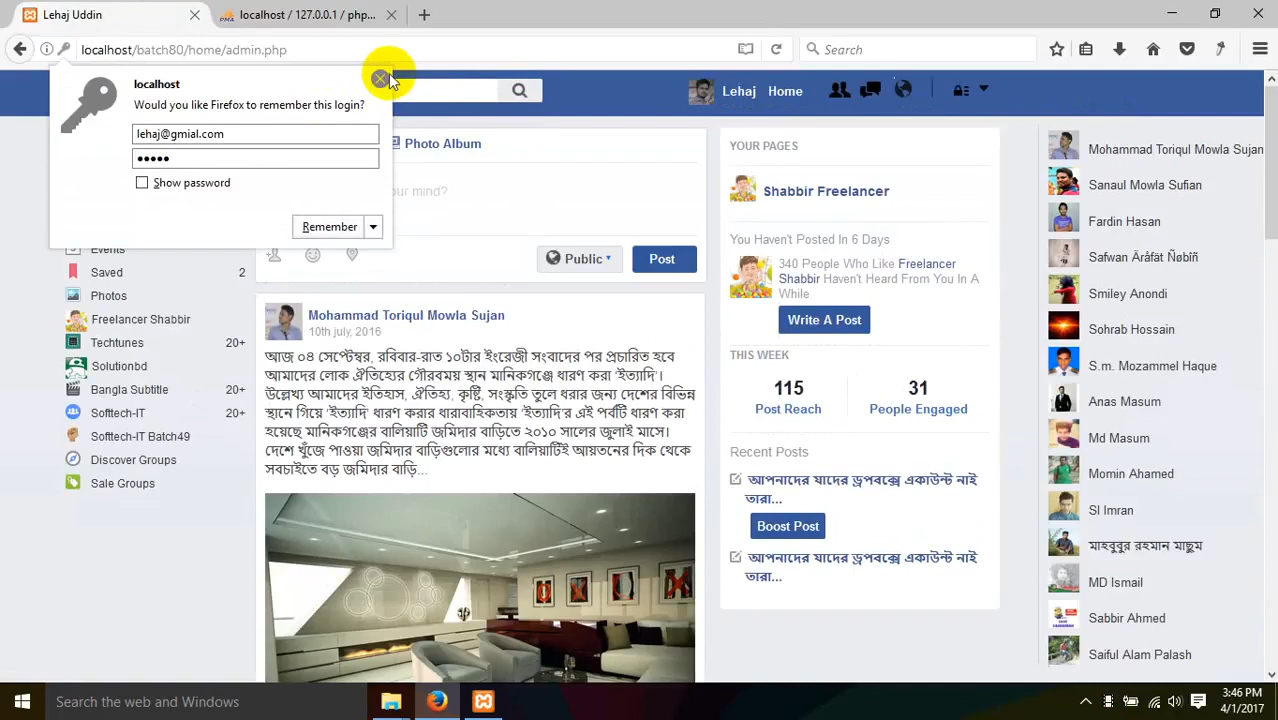 Lehaj Uddin
localhost / 127.0.0.1 / php...
localhost/batch80/home/admin.php
Search
localhost
Would you like Firefox to remember this login?
lehaj@gmial.com
•••••
Show password
Remember
Lehaj
Home
Photo Album
our mind?
Public
Post
Events
Saved 2
Photos
Freelancer Shabbir
Techtunes 20+
Solutionbd
Bangla Subtitle 20+
Softtech-IT 20+
Softtech-IT Batch49
Discover Groups
Sale Groups
Mohammad Toriqul Mowla Sujan
10th july, 2016
আজ ০৪ সেপ্টেম্বর, রবিবার-রাত ১০টার ইংরেজী সংবাদের পর প্রচারিত হবে
আমাদের লোক ঐতিহ্যের গৌরবময় স্থান মানিকগঞ্জে ধারণ করা ‘ইত্যাদি’।
উল্লেখ্য আমাদের ইতিহাস, ঐতিহ্য, কৃষ্টি, সংস্কৃতি তুলে ধরার জন্য দেশের বিভিন্ন
স্থানে গিয়ে ‘ইত্যাদি’ ধারণ করার ধারাবাহিকতায় ‘ইত্যাদি’র এই পর্বটি ধারণ করা
হয়েছে মানিকগঞ্জের বালিয়াটি জমিদার বাড়িতে ২০১০ সালের জুলাই মাসে।
দেশে খুঁজে পাওয়া জমিদার বাড়িগুলোর মধ্যে বালিয়াটিই আয়তনের দিক থেকে
সবচাইতে বড় জমিদার বাড়ি...
YOUR PAGES
Shabbir Freelancer
You Haven't Posted In 6 Days
340 People Who Like Freelancer
Shabbir Haven't Heard From You In A
While
Write A Post
THIS WEEK
115 31
Post Reach People Engaged
Recent Posts
আপনাদের যাদের ড্রপবক্সে একাউন্ট নাই
তারা...
Boost Post
আপনাদের যাদের ড্রপবক্সে একাউন্ট নাই
তারা...
Mohammad Toriqul Mowla Sujan
Sanaul Mowla Sufian
Fardin Hasan
Safwan Ärâfät Ñøbîñ
Smiley Anondi
Sohrab Hossain
S.m. Mozammel Haque
Anas Masum
Md Masum
Momin Ahamed
SI Imran
মাহবুবুর রহমান মাছুম
MD Ismail
Sabbir Ahmed
Saiful Alam Palash
Search the web and Windows
3:46 PM
4/1/2017